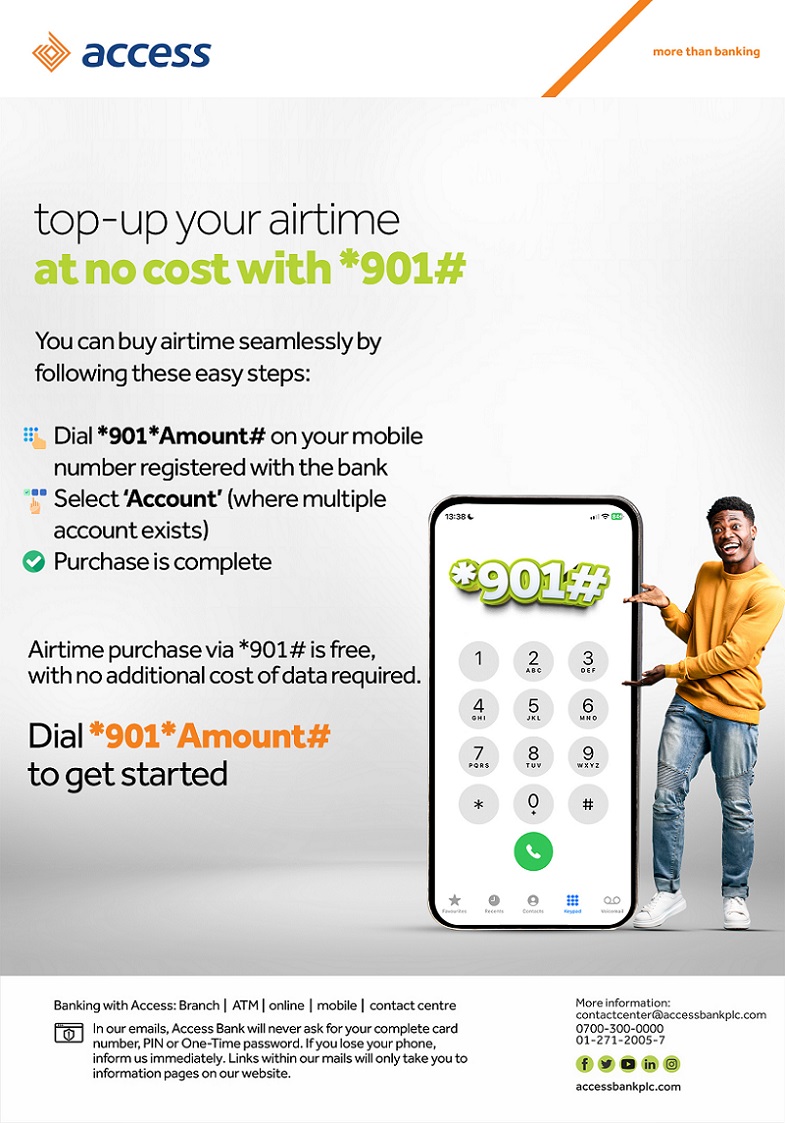 access
more than banking
top-up your airtime
at no cost with *901#
You can buy airtime seamlessly by
following these easy steps:
Dial *901*Amount# on your mobile
number registered with the bank
Select ‘Account’ (where multiple
account exists)
Purchase is complete
Airtime purchase via *901# is free,
with no additional cost of data required.
Dial *901*Amount#
to get started
13:38
*901#
1 2 3
ABC DEF
4 5 6
GHI JKL MNO
7 8 9
PQRS TUV WXYZ
* 0 #
+
Favourites Recents Contacts Keypad Voicemail
Banking with Access: Branch | ATM | online | mobile | contact centre
In our emails, Access Bank will never ask for your complete card
number, PIN or One-Time password. If you lose your phone,
inform us immediately. Links within our mails will only take you to
information pages on our website.
More information:
contactcenter@accessbankplc.com
0700-300-0000
01-271-2005-7
accessbankplc.com